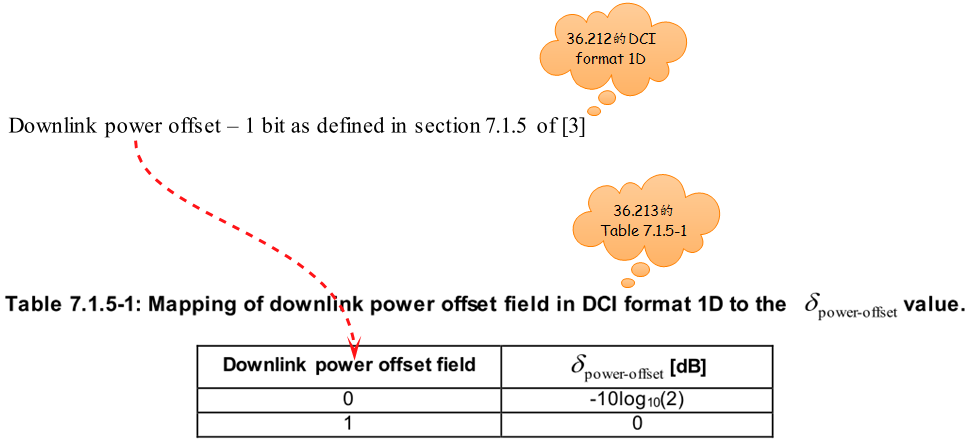 36.212的DCI
format 1D
Downlink power offset – 1 bit as defined in section 7.1.5 of [3]
36.213的
Table 7.1.5-1
Table 7.1.5-1: Mapping of downlink power offset field in DCI format 1D to the δpower-offset value.
Downlink power offset field δpower-offset [dB]
0 -10log10(2)
1 0